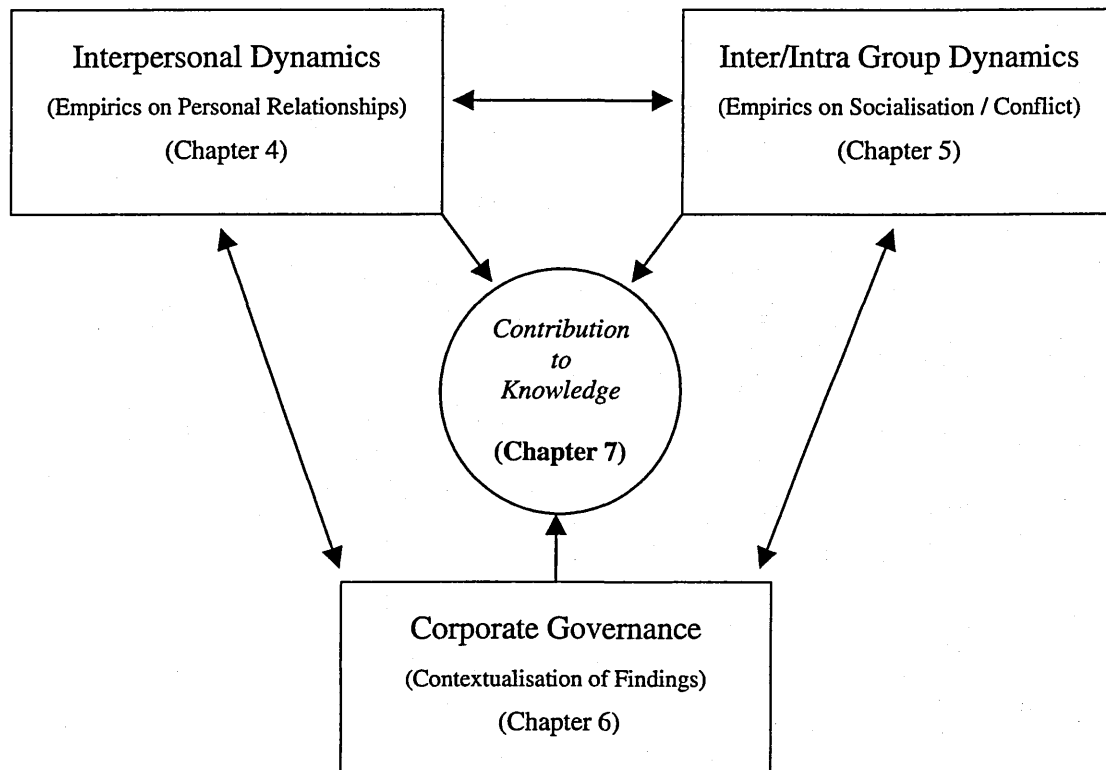 Interpersonal Dynamics
(Empirics on Personal Relationships)
(Chapter 4)
Inter/Intra Group Dynamics
(Empirics on Socialisation / Conflict)
(Chapter 5)
Contribution
to
Knowledge
(Chapter 7)
Corporate Governance
(Contextualisation of Findings)
(Chapter 6)